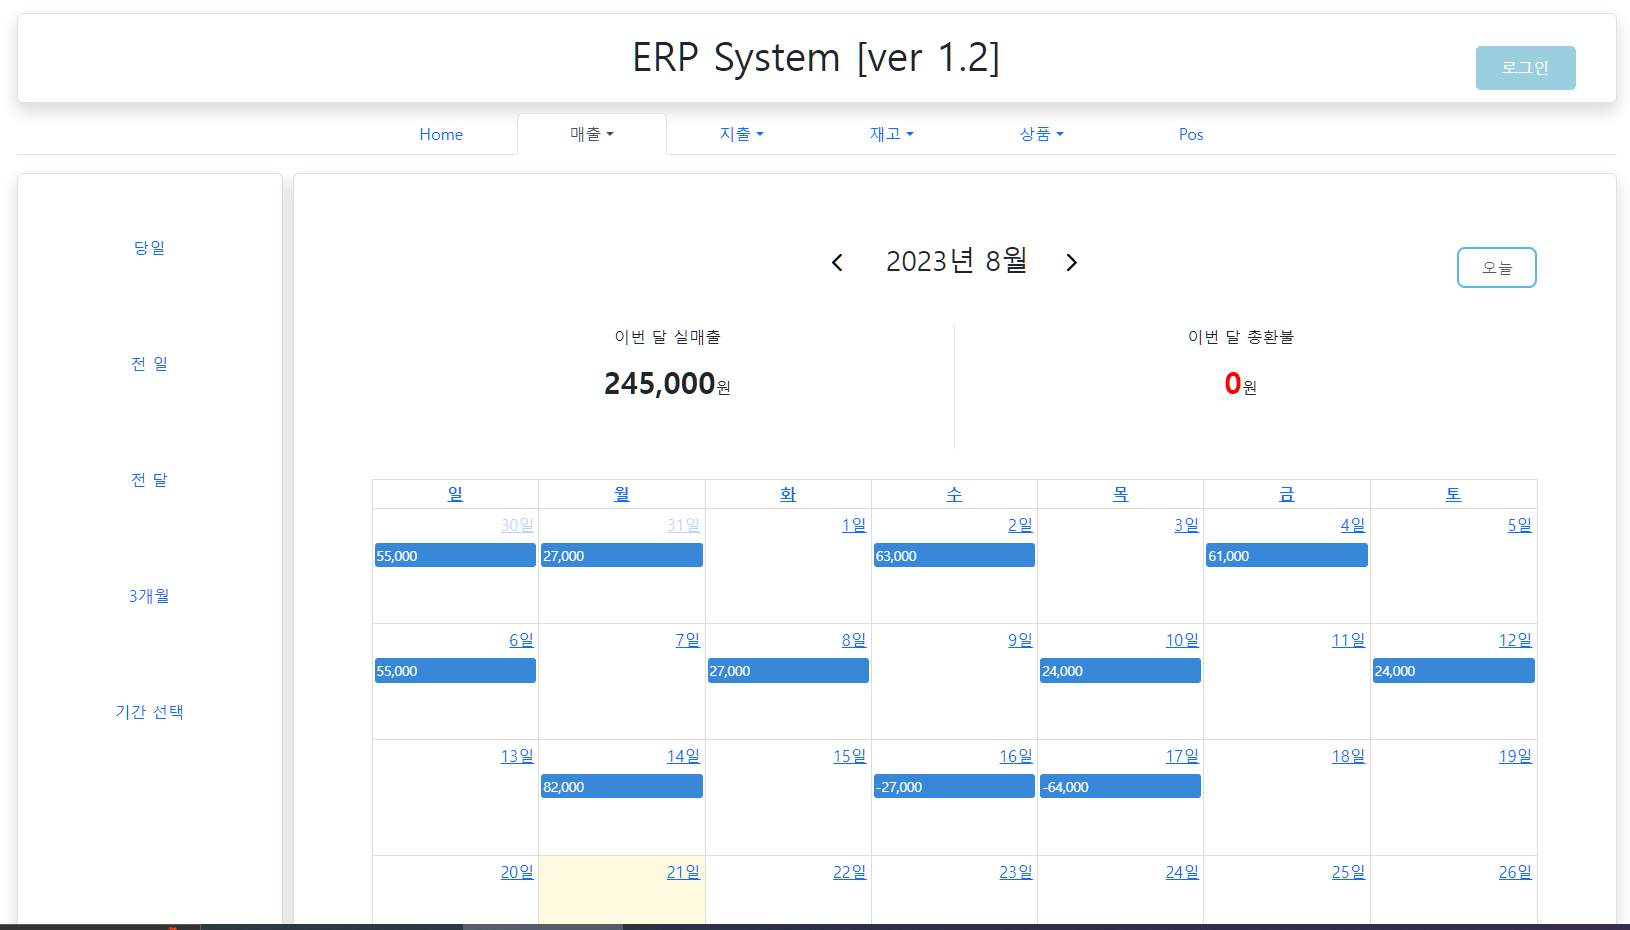 ERP System [ver 1.2]
로그인
Home 매출 지출 재고 상품 Pos
당일
전 일
전 달
3개월
기간 선택
2023년 8월
오늘
이번 달 실매출
245,000원
이번 달 총환불
0원
일 월 화 수 목 금 토
30일 31일 1일 2일 3일 4일 5일
55,000 27,000 63,000 61,000
6일 7일 8일 9일 10일 11일 12일
55,000 27,000 24,000 24,000
13일 14일 15일 16일 17일 18일 19일
82,000 -27,000 -64,000
20일 21일 22일 23일 24일 25일 26일